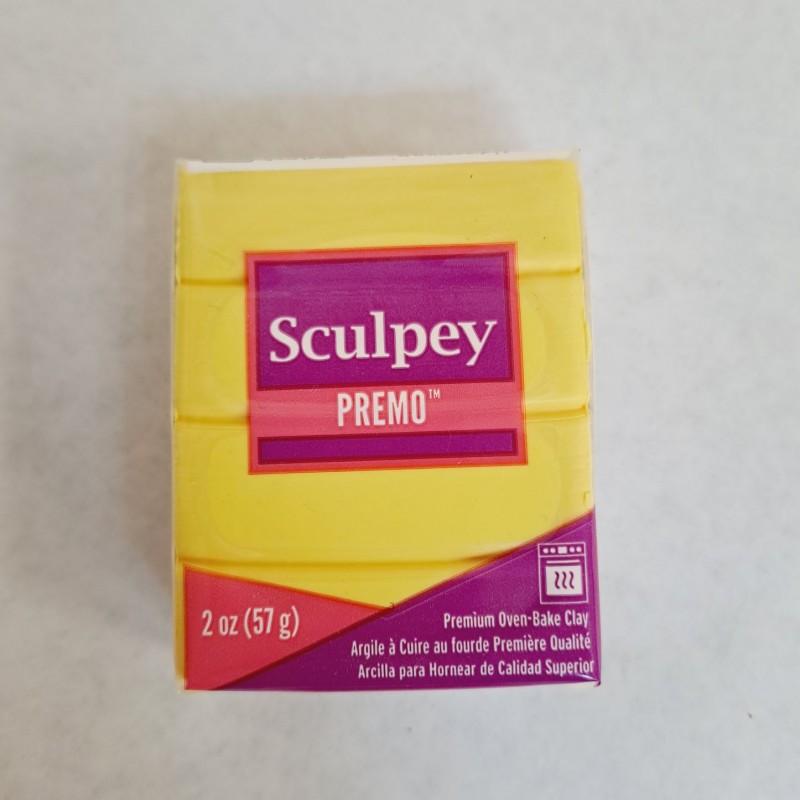 Sculpey
PREMO™
2 oz (57 g)
Premium Oven-Bake Clay
Argile à Cuire au fourde Première Qualité
Arcilla para Hornear de Calidad Superior